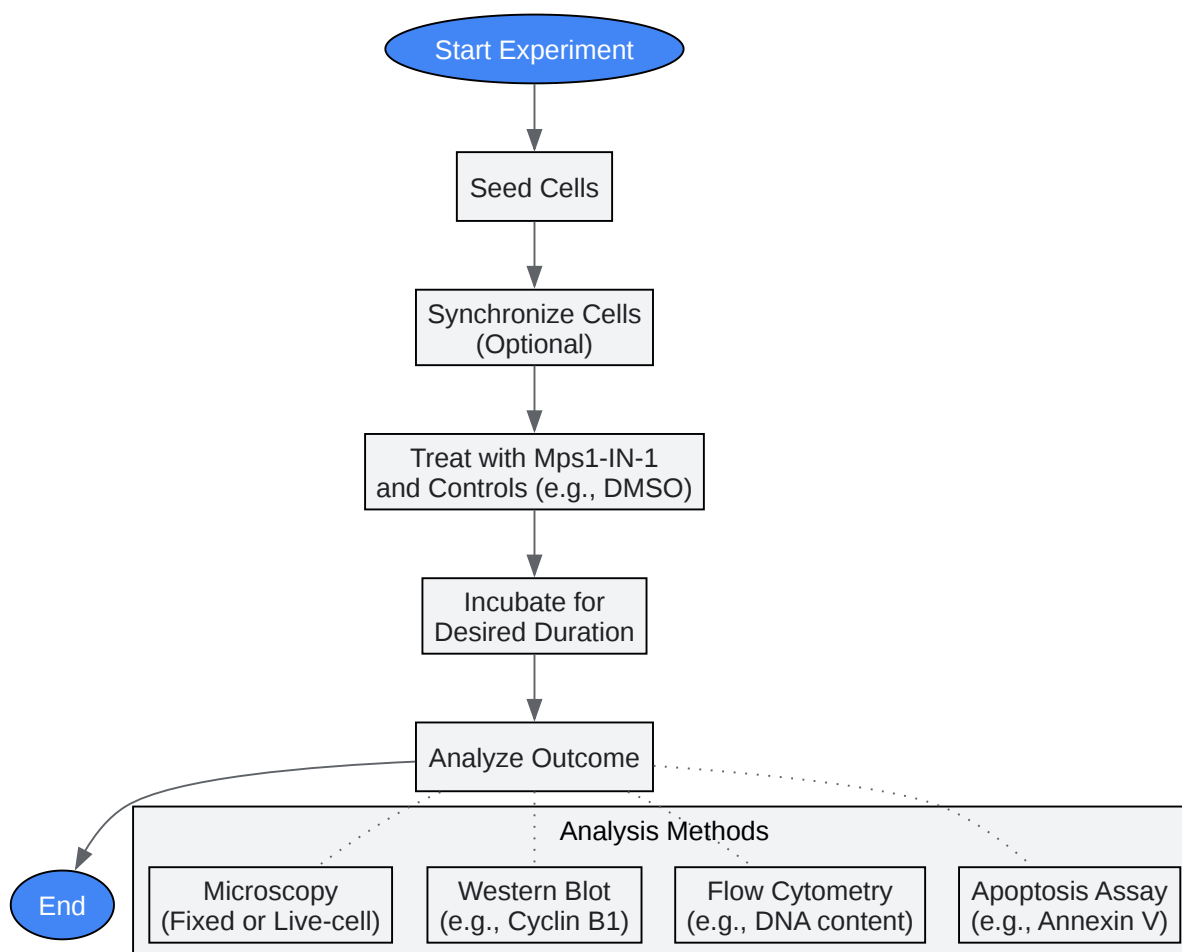 Start Experiment
Seed Cells
Synchronize Cells
(Optional)
Treat with Mps1-IN-1
and Controls (e.g., DMSO)
Incubate for
Desired Duration
Analyze Outcome
Analysis Methods
End
Microscopy
(Fixed or Live-cell)
Western Blot
(e.g., Cyclin B1)
Flow Cytometry
(e.g., DNA content)
Apoptosis Assay
(e.g., Annexin V)